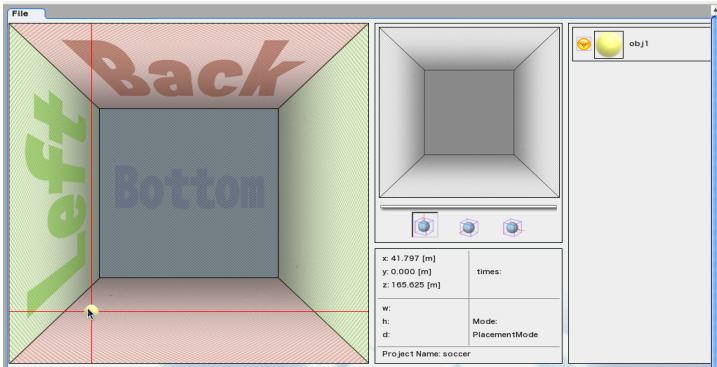 File
Back
Left
Bottom
obj1
x: 41.797 [m]
y: 0.000 [m]
z: 165.625 [m]
times:
w:
h:
d:
Mode:
PlacementMode
Project Name: soccer